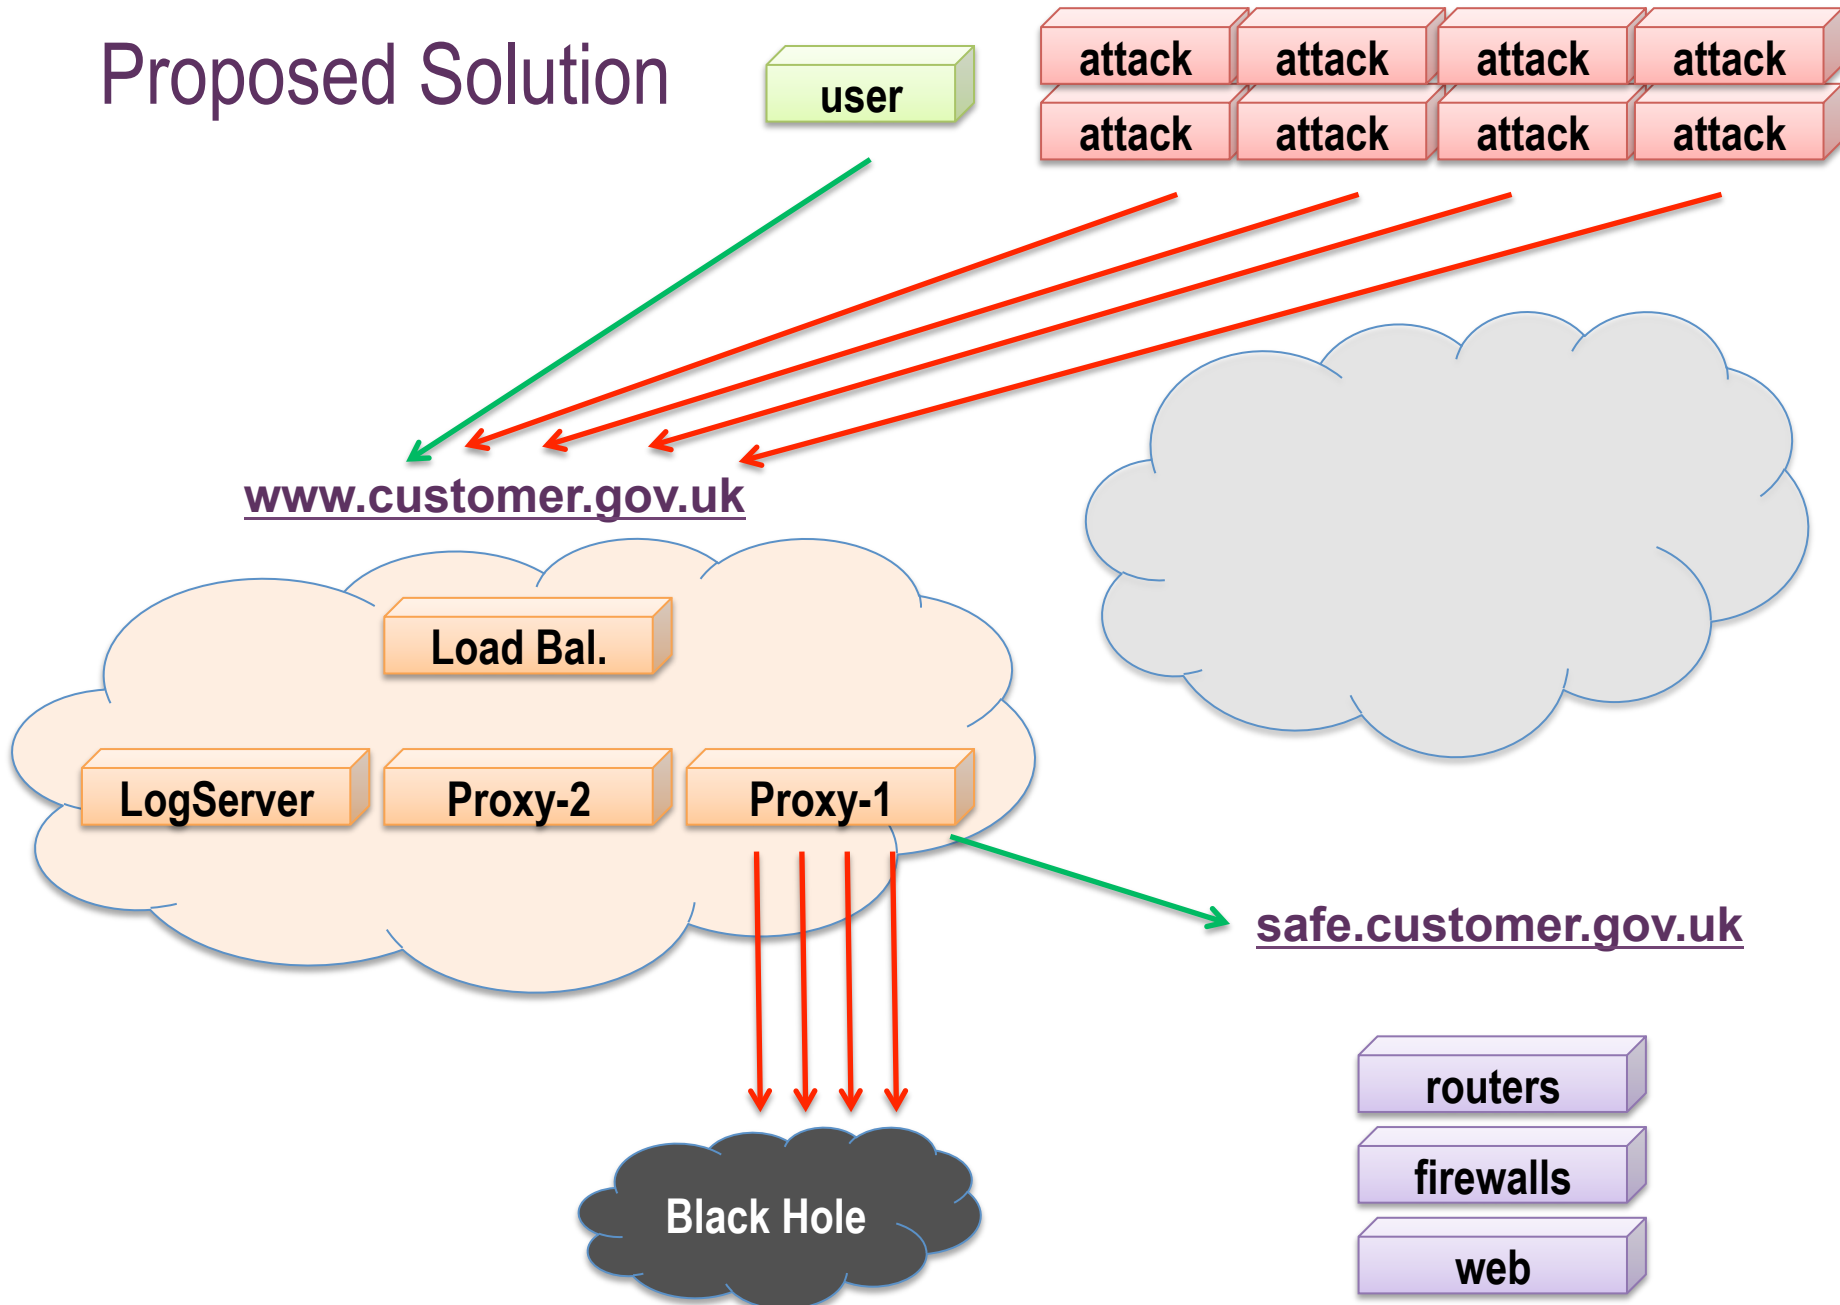 Proposed Solution
user
attack attack attack attack
attack attack attack attack
www.customer.gov.uk
Load Bal.
LogServer Proxy-2 Proxy-1
safe.customer.gov.uk
routers
firewalls
web
Black Hole